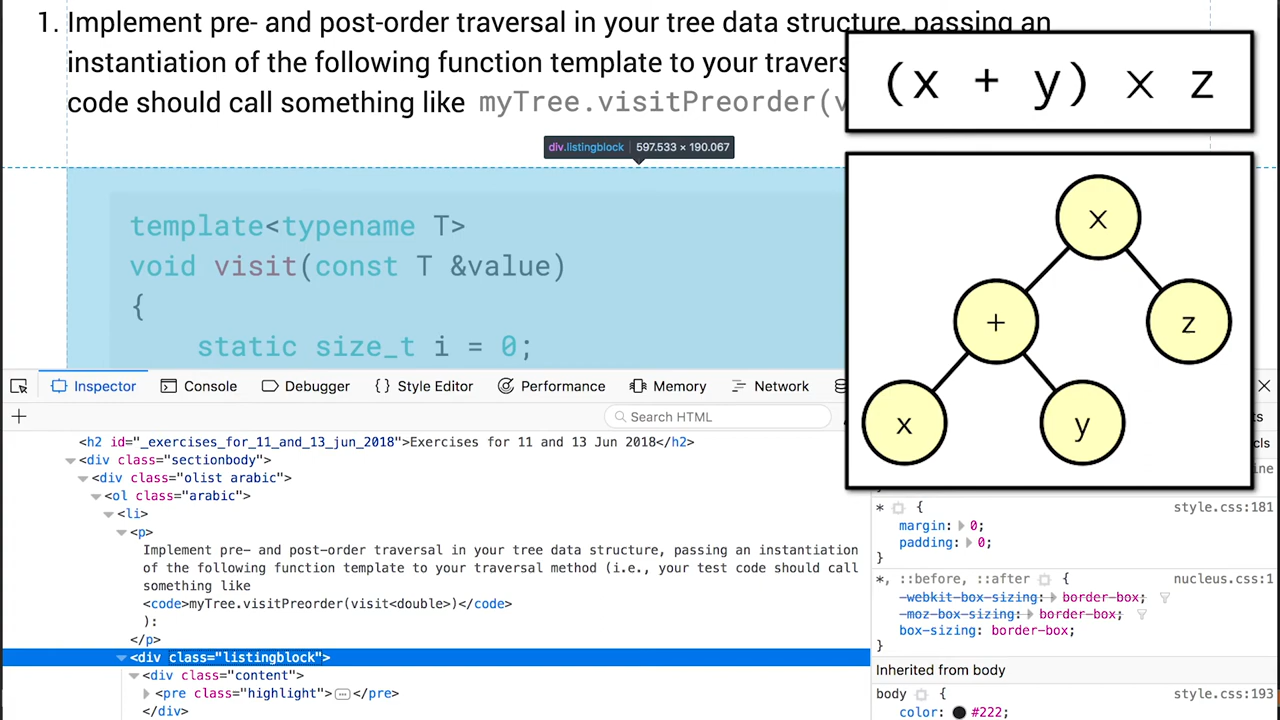 1. Implement pre- and post-order traversal in your tree data structure, passing an
instantiation of the following function template to your travers
code should call something like myTree.visitPreorder(v
(x + y) × z
div.listingblock | 597.533 × 190.067
template<typename T>
void visit(const T &value)
{
static size_t i = 0;
×
+
z
x
y
Inspector Console Debugger { } Style Editor Performance Memory Network
+ Search HTML
<h2 id="_exercises_for_11_and_13_jun_2018">Exercises for 11 and 13 Jun 2018</h2>
<div class="sectionbody">
<div class="olist arabic">
<ol class="arabic">
<li>
<p>
Implement pre- and post-order traversal in your tree data structure, passing an instantiation
of the following function template to your traversal method (i.e., your test code should call
something like
<code>myTree.visitPreorder(visit<double>)</code>
):
</p>
<div class="listingblock">
<div class="content">
<pre class="highlight"></pre>
</div>
ts
cls
ine
* { style.css:181
margin: 0;
padding: 0;
}
*, ::before, ::after { nucleus.css:1
-webkit-box-sizing: border-box;
-moz-box-sizing: border-box;
box-sizing: border-box;
}
Inherited from body
body { style.css:193
color: #222;